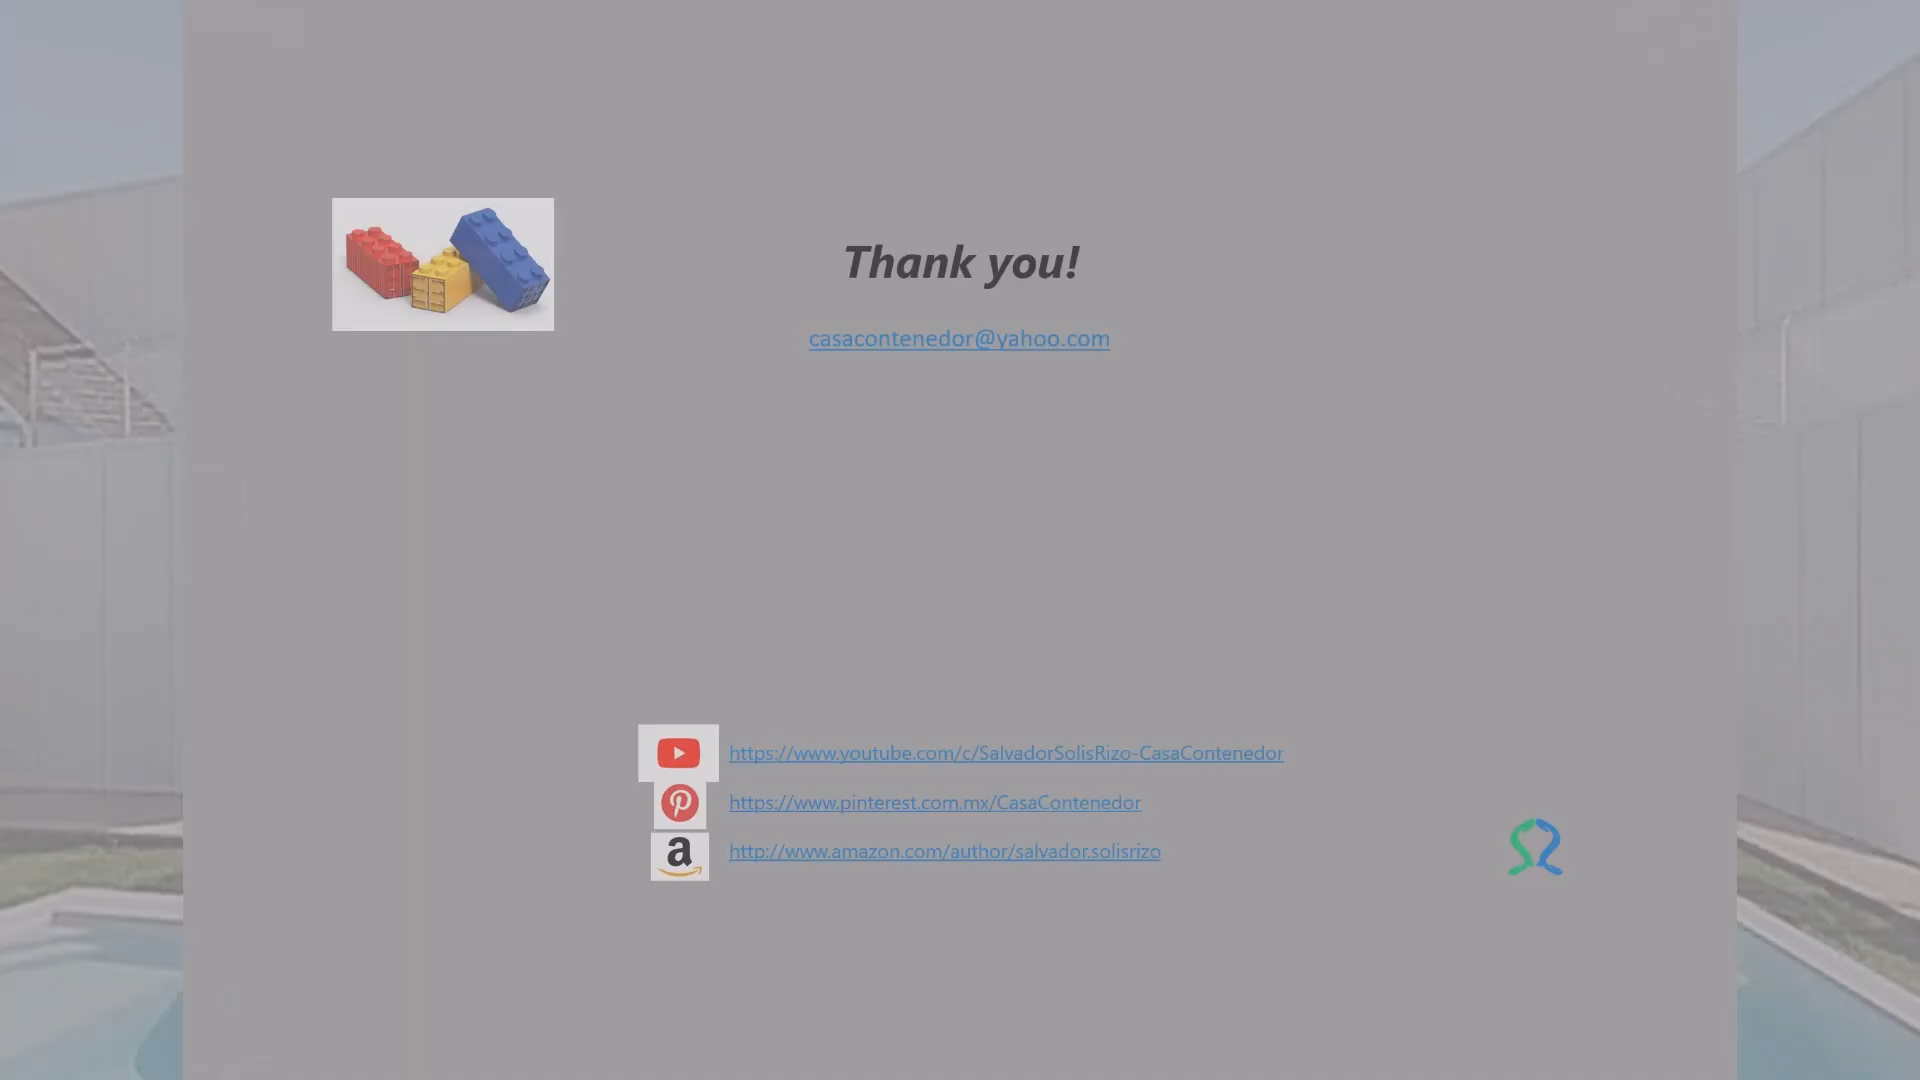 Thank you!
casacontenedor@yahoo.com
https://www.youtube.com/c/SalvadorSolisRizo-CasaContenedor
https://www.pinterest.com.mx/CasaContenedor
http://www.amazon.com/author/salvador.solisrizo